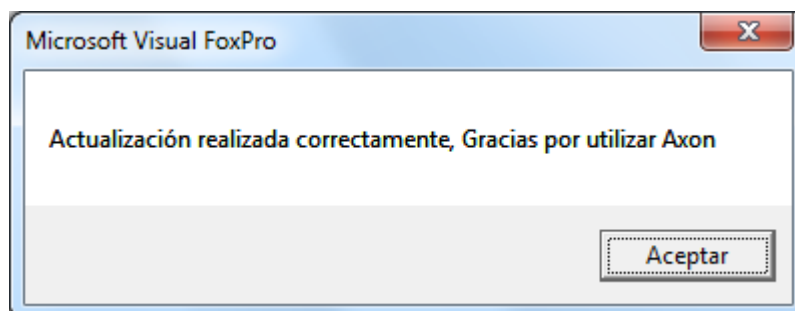 Microsoft Visual FoxPro
Actualización realizada correctamente, Gracias por utilizar Axon
Aceptar